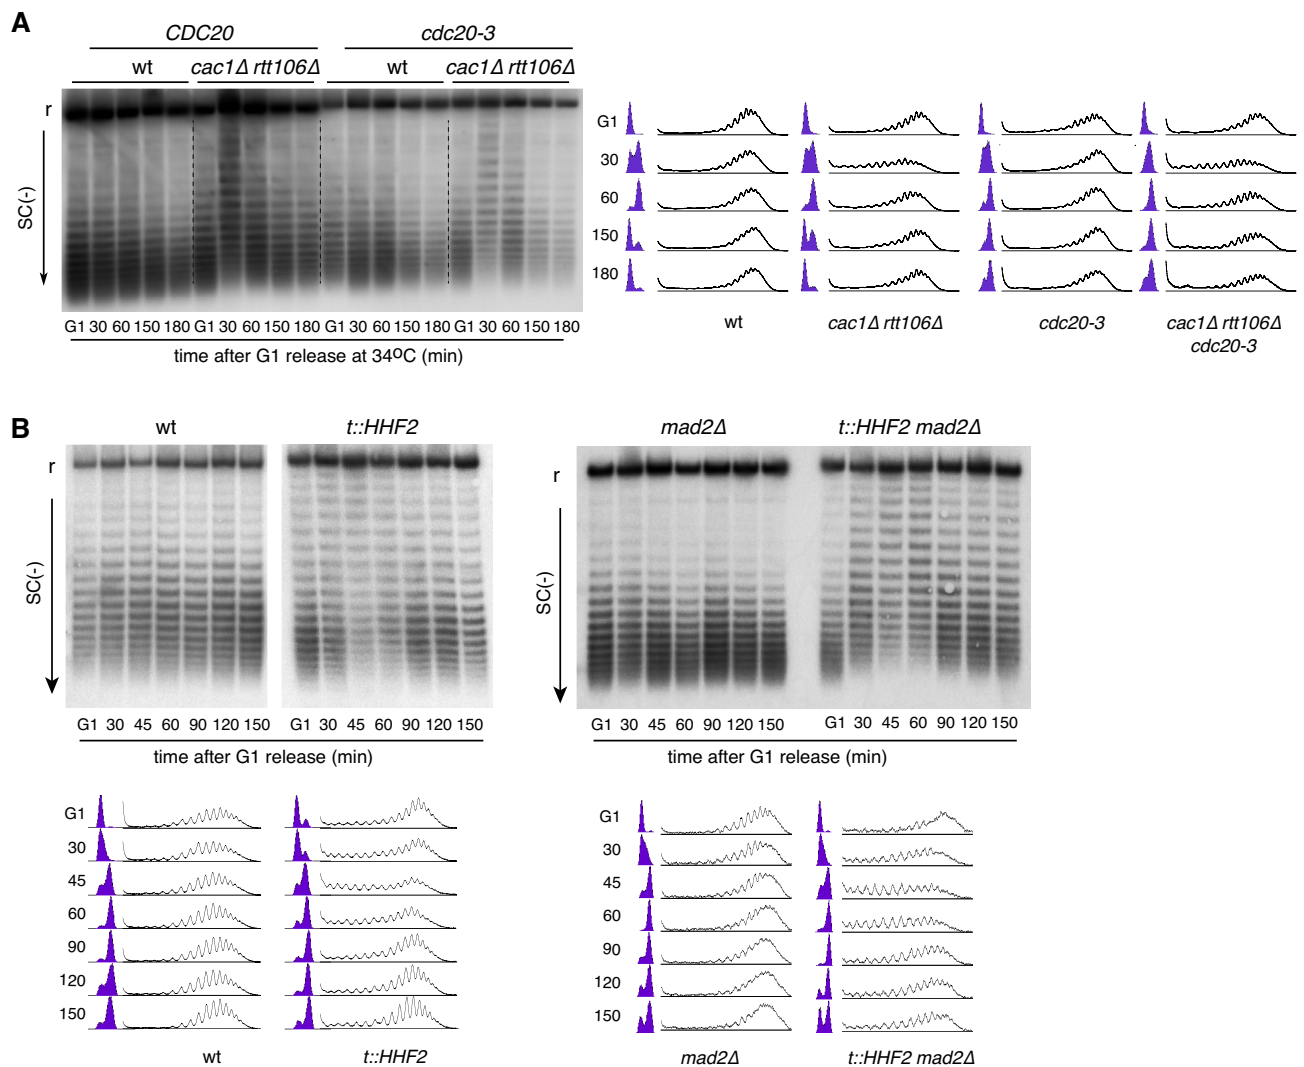 A
CDC20 cdc20-3
wt cac1Δ rtt106Δ wt cac1Δ rtt106Δ
r
SC(-)
G1 30 60 150 180 G1 30 60 150 180 G1 30 60 150 180 G1 30 60 150 180
time after G1 release at 34ºC (min)
G1
30
60
150
180
wt cac1Δ rtt106Δ cdc20-3 cac1Δ rtt106Δ
cdc20-3
B
wt t::HHF2 mad2Δ t::HHF2 mad2Δ
r r
SC(-) SC(-)
G1 30 45 60 90 120 150 G1 30 45 60 90 120 150 G1 30 45 60 90 120 150 G1 30 45 60 90 120 150
time after G1 release (min) time after G1 release (min)
G1 G1
30 30
45 45
60 60
90 90
120 120
150 150
wt t::HHF2 mad2Δ t::HHF2 mad2Δ